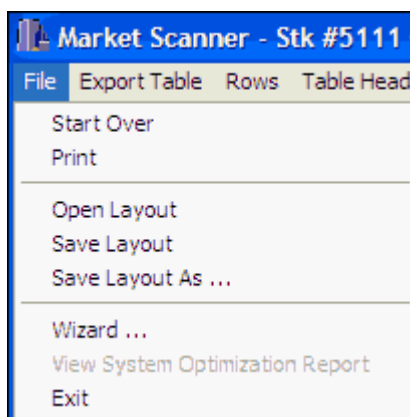 Market Scanner - Stk #5111
File Export Table Rows Table Head
Start Over
Print
Open Layout
Save Layout
Save Layout As ...
Wizard ...
View System Optimization Report
Exit